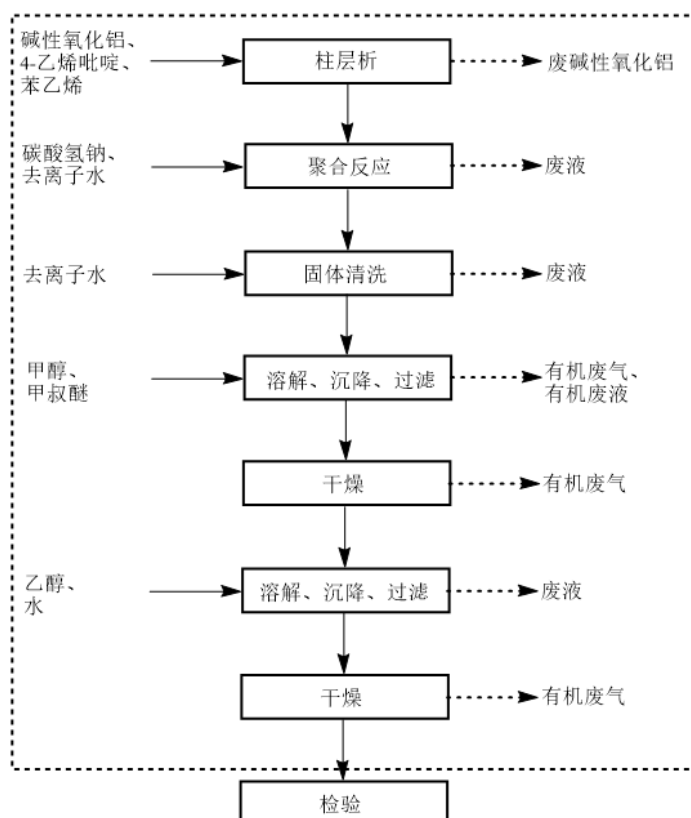 碱性氧化铝、
4-乙烯吡啶、
苯乙烯
柱层析
废碱性氧化铝
碳酸氢钠、
去离子水
聚合反应
废液
去离子水
固体清洗
废液
甲醇、
甲叔醚
溶解、沉降、过滤
有机废气、
有机废液
干燥
有机废气
乙醇、
水
溶解、沉降、过滤
废液
干燥
有机废气
检验